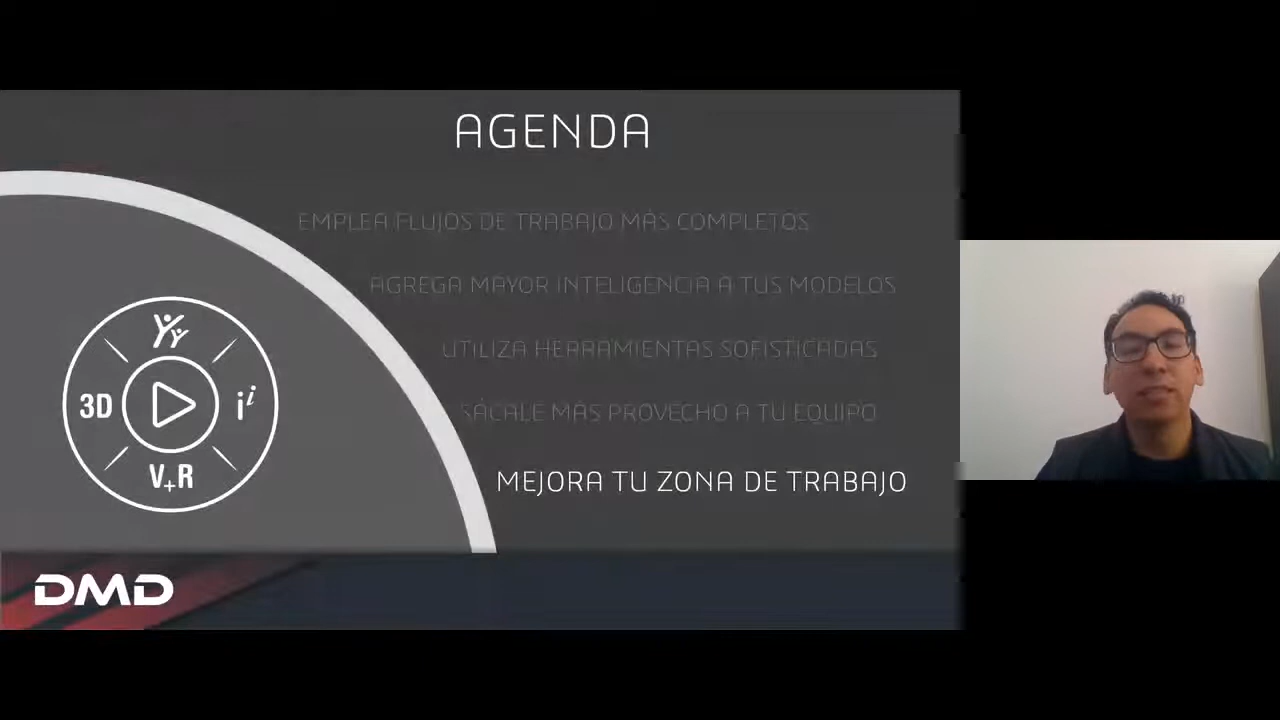 AGENDA
EMPLEA FLUJOS DE TRABAJO MÁS COMPLETOS
AGREGA MAYOR INTELIGENCIA A TUS MODELOS
UTILIZA HERRAMIENTAS SOFISTICADAS
SÁCALE MÁS PROVECHO A TU EQUIPO
MEJORA TU ZONA DE TRABAJO
3D
i i
V+R
DMD